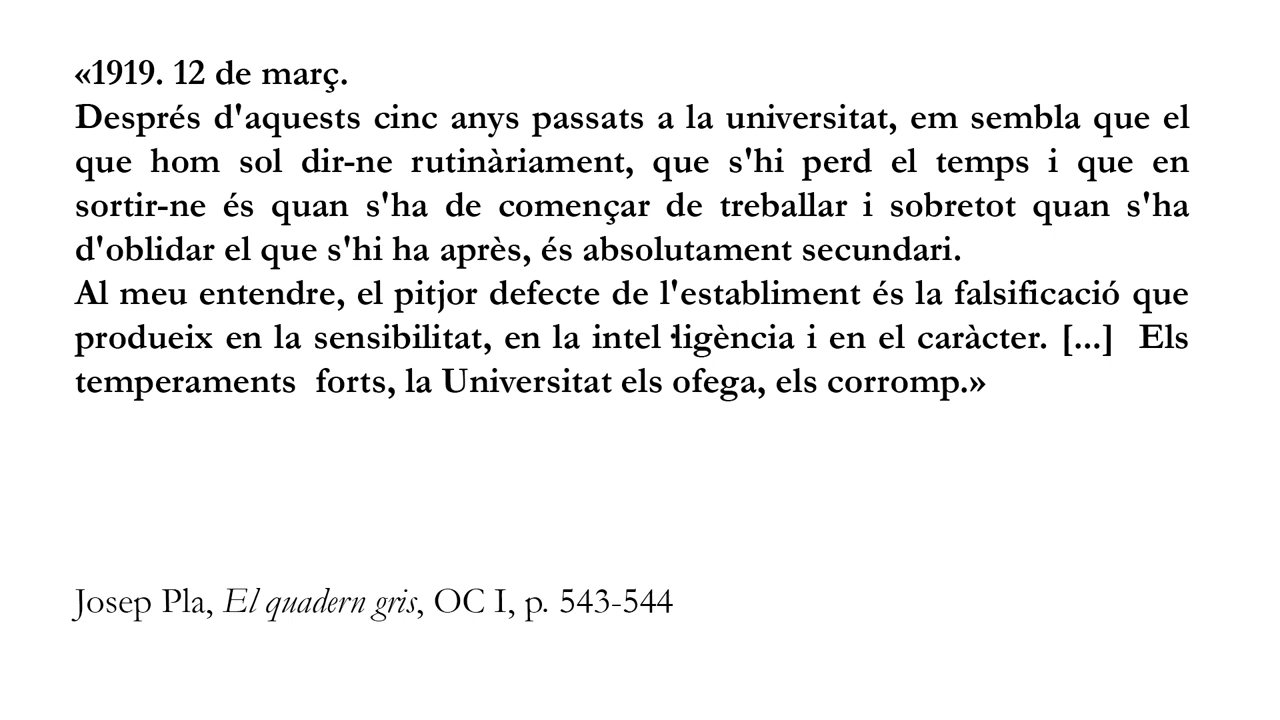 «1919. 12 de març.
Després d'aquests cinc anys passats a la universitat, em sembla que el
que hom sol dir-ne rutinàriament, que s'hi perd el temps i que en
sortir-ne és quan s'ha de començar de treballar i sobretot quan s'ha
d'oblidar el que s'hi ha après, és absolutament secundari.
Al meu entendre, el pitjor defecte de l'establiment és la falsificació que
produeix en la sensibilitat, en la intel·ligència i en el caràcter. [...] Els
temperaments forts, la Universitat els ofega, els corromp.»
Josep Pla, El quadern gris, OC I, p. 543-544